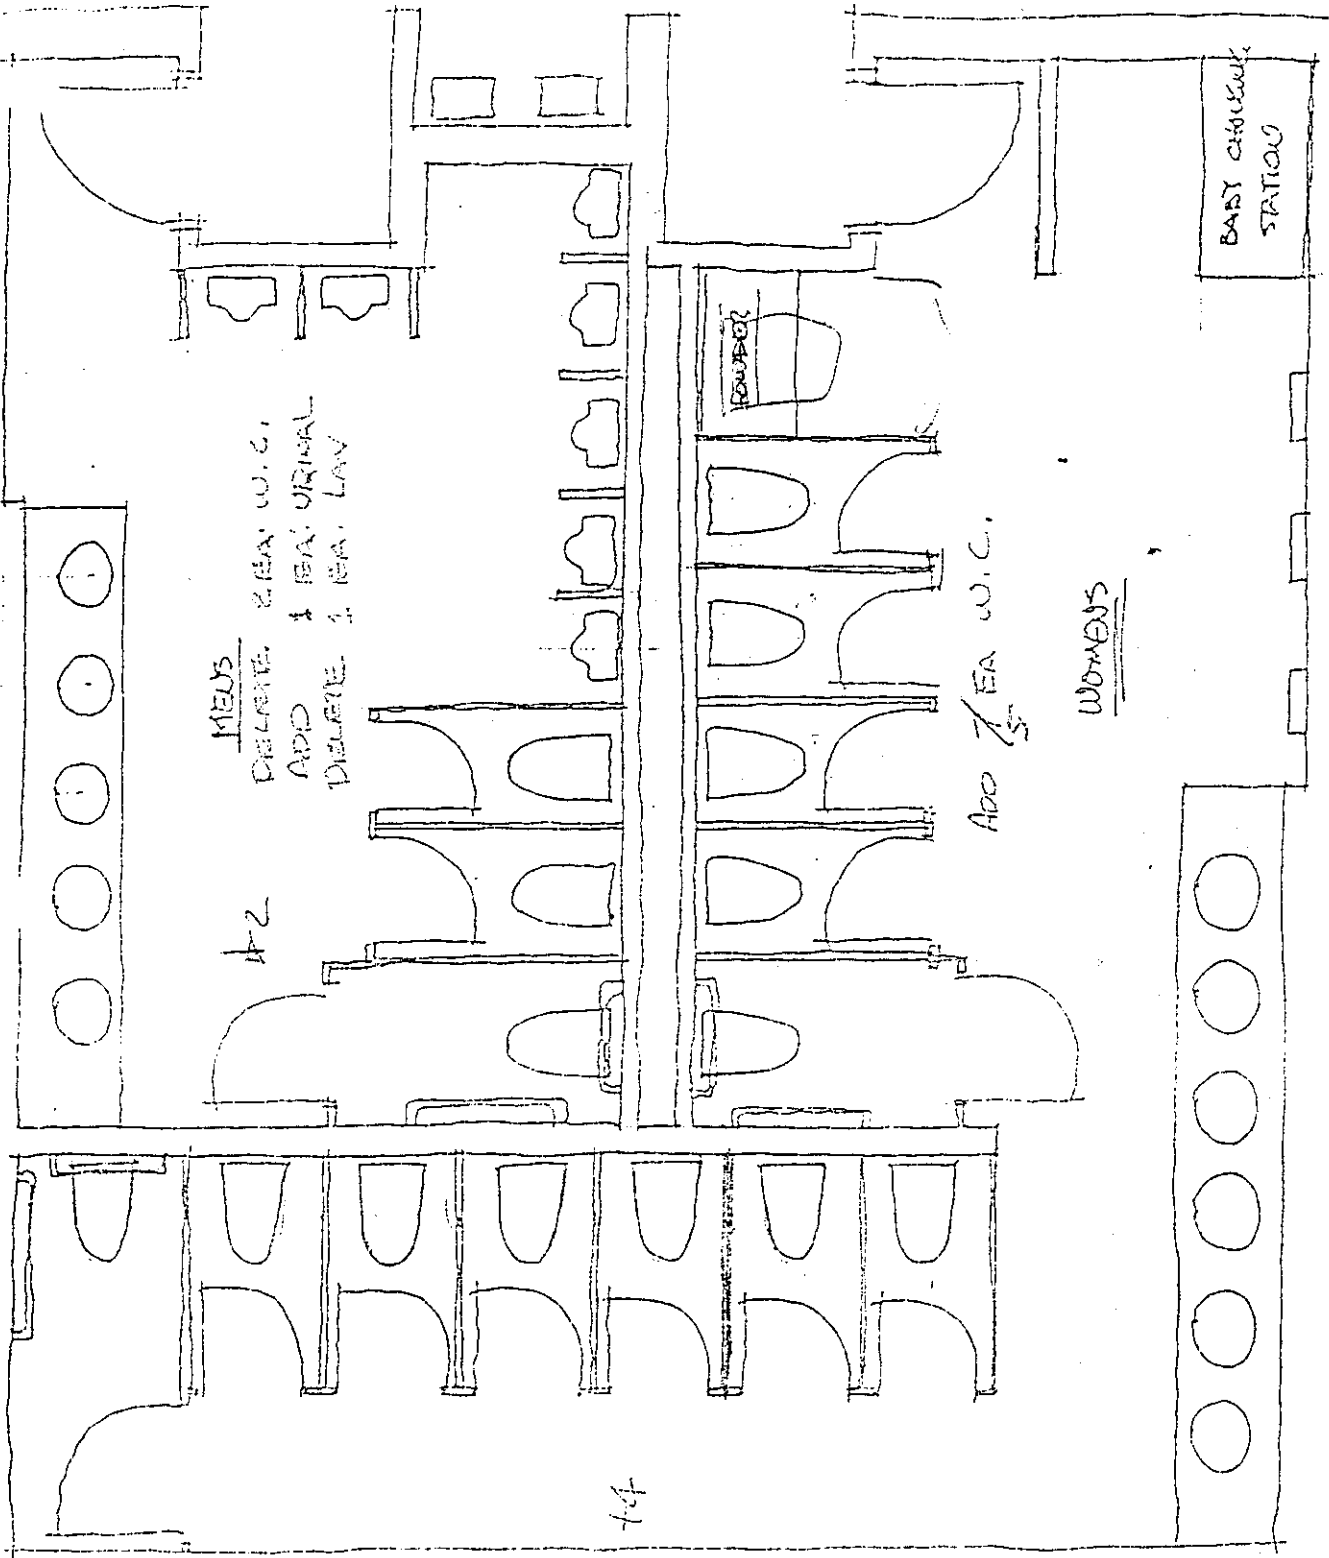 MENS
DELETE 2 EA. W.C.
ADD 1 EA. URINAL
DELETE 1 EA. LAV
#2
POWDER
ADD 7/5 EA W.C.
WOMENS
BABY CHANGING
STATION